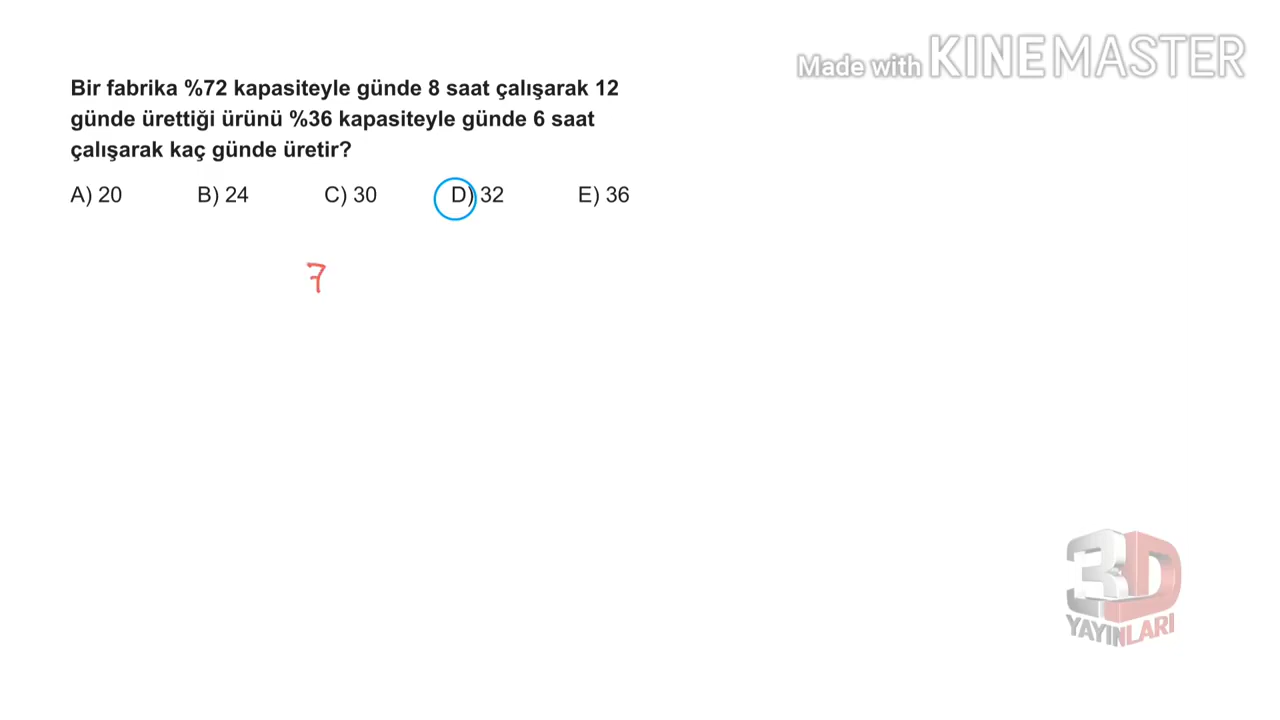 Made with KINEMASTER
Bir fabrika %72 kapasiteyle günde 8 saat çalışarak 12
günde ürettiği ürünü %36 kapasiteyle günde 6 saat
çalışarak kaç günde üretir?
A) 20 B) 24 C) 30 D) 32 E) 36
7
3D
YAYINLARI